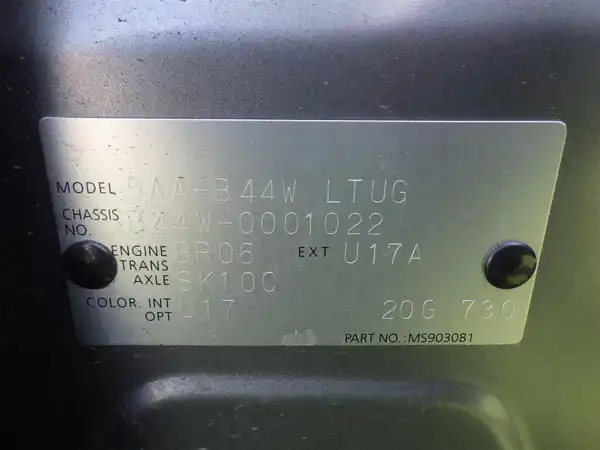 MODEL 5AA-B44W LTUG
CHASSIS NO. B44W-0001022
ENGINE BR06 EXT U17A
TRANS AXLE SK10C
COLOR. INT U17 20G 730
OPT
PART NO.:MS903081